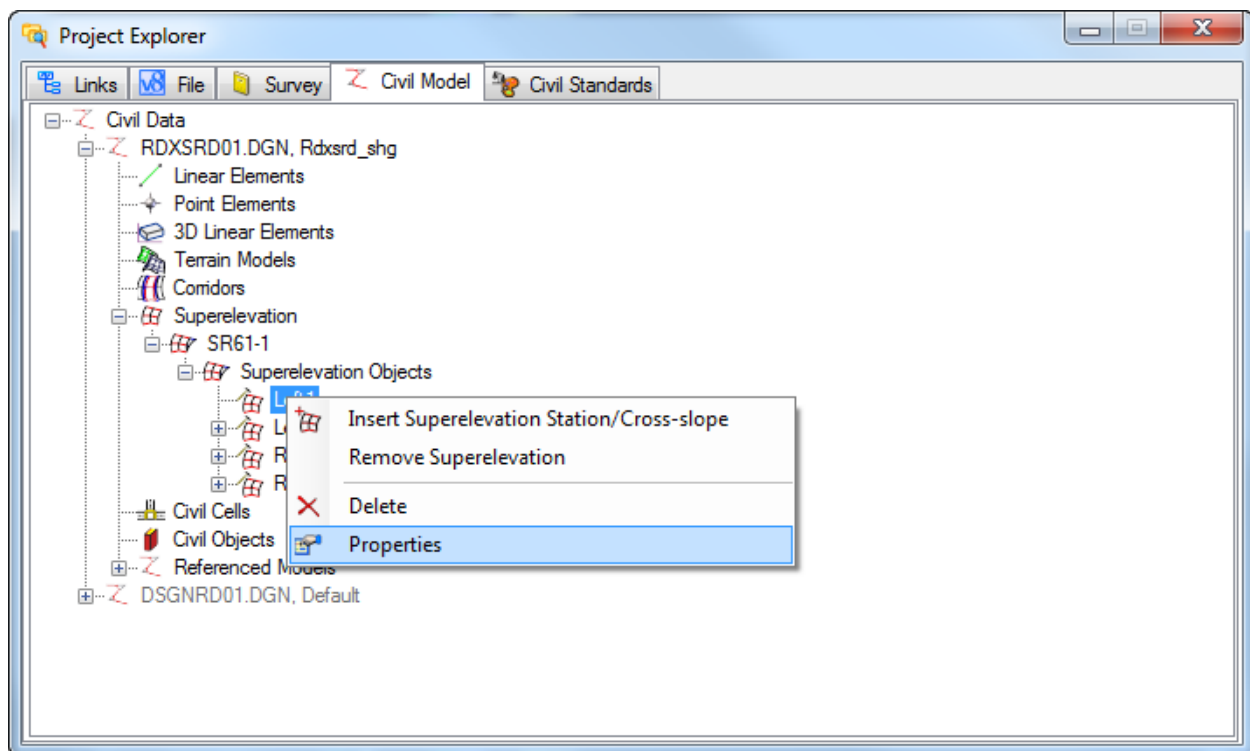 Project Explorer
Links File Survey Civil Model Civil Standards
Civil Data
RDXSRD01.DGN, Rdxsrd_shg
Linear Elements
Point Elements
3D Linear Elements
Terrain Models
Corridors
Superelevation
SR61-1
Superelevation Objects
Insert Superelevation Station/Cross-slope
Remove Superelevation
Delete
Properties
Civil Cells
Civil Objects
Referenced Models
DSGNRD01.DGN, Default